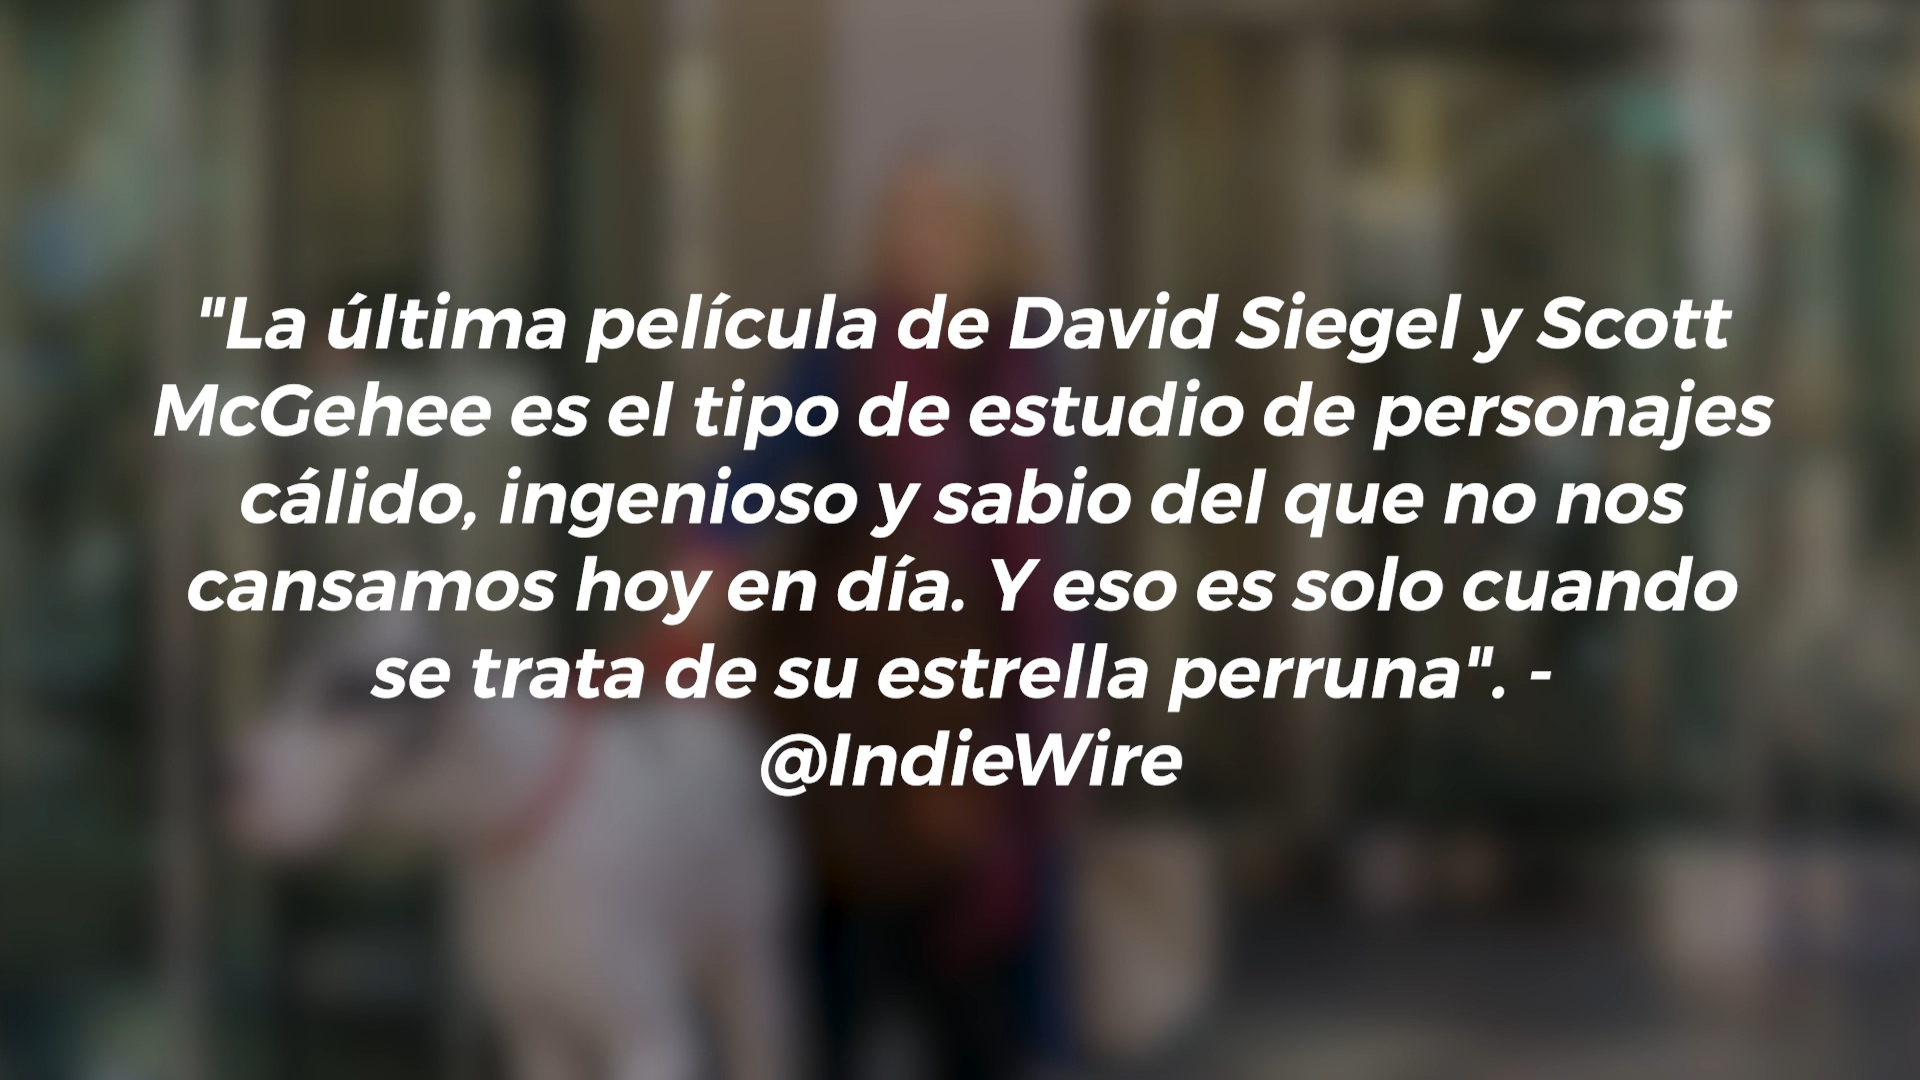 "La última película de David Siegel y Scott
McGehee es el tipo de estudio de personajes
cálido, ingenioso y sabio del que no nos
cansamos hoy en día. Y eso es solo cuando
se trata de su estrella perruna". -
@IndieWire